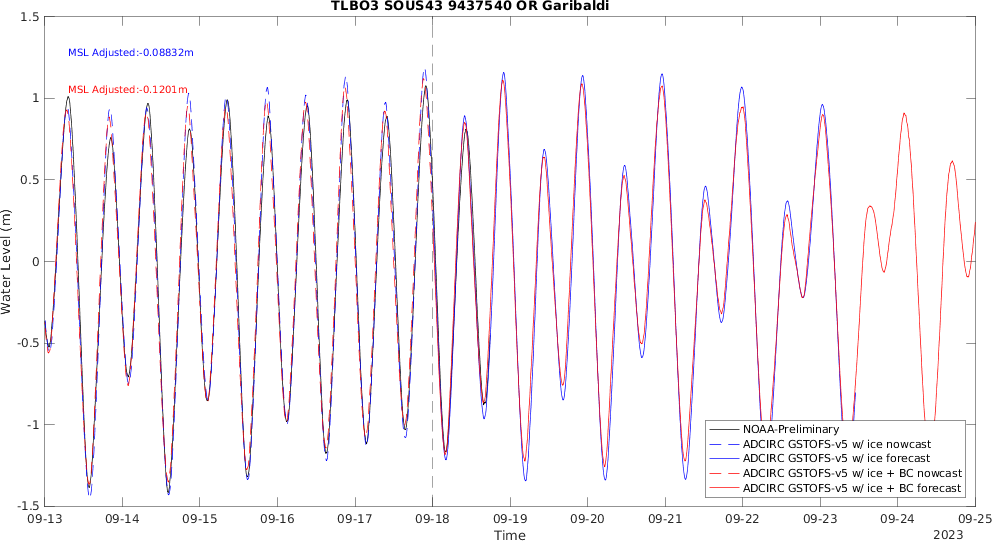 TLBO3 SOUS43 9437540 OR Garibaldi
MSL Adjusted:-0.08832m
MSL Adjusted:-0.1201m
Water Level (m)
1.5
1
0.5
0
-0.5
-1
-1.5
NOAA-Preliminary
ADCIRC GSTOFS-v5 w/ ice nowcast
ADCIRC GSTOFS-v5 w/ ice forecast
ADCIRC GSTOFS-v5 w/ ice + BC nowcast
ADCIRC GSTOFS-v5 w/ ice + BC forecast
09-13 09-14 09-15 09-16 09-17 09-18 09-19 09-20 09-21 09-22 09-23 09-24 09-25
Time
2023